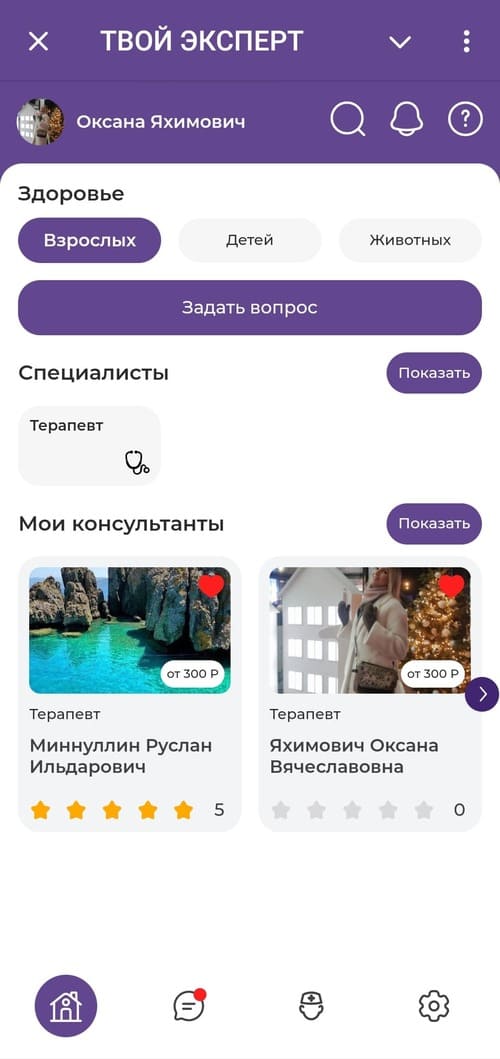 ТВОЙ ЭКСПЕРТ
Оксана Яхимович
Здоровье
Взрослых
Детей
Животных
Задать вопрос
Специалисты
Показать
Терапевт
Мои консультанты
Показать
от 300 Р
Терапевт
Миннуллин Руслан
Ильдарович
5
от 300 Р
Терапевт
Яхимович Оксана
Вячеславовна
0